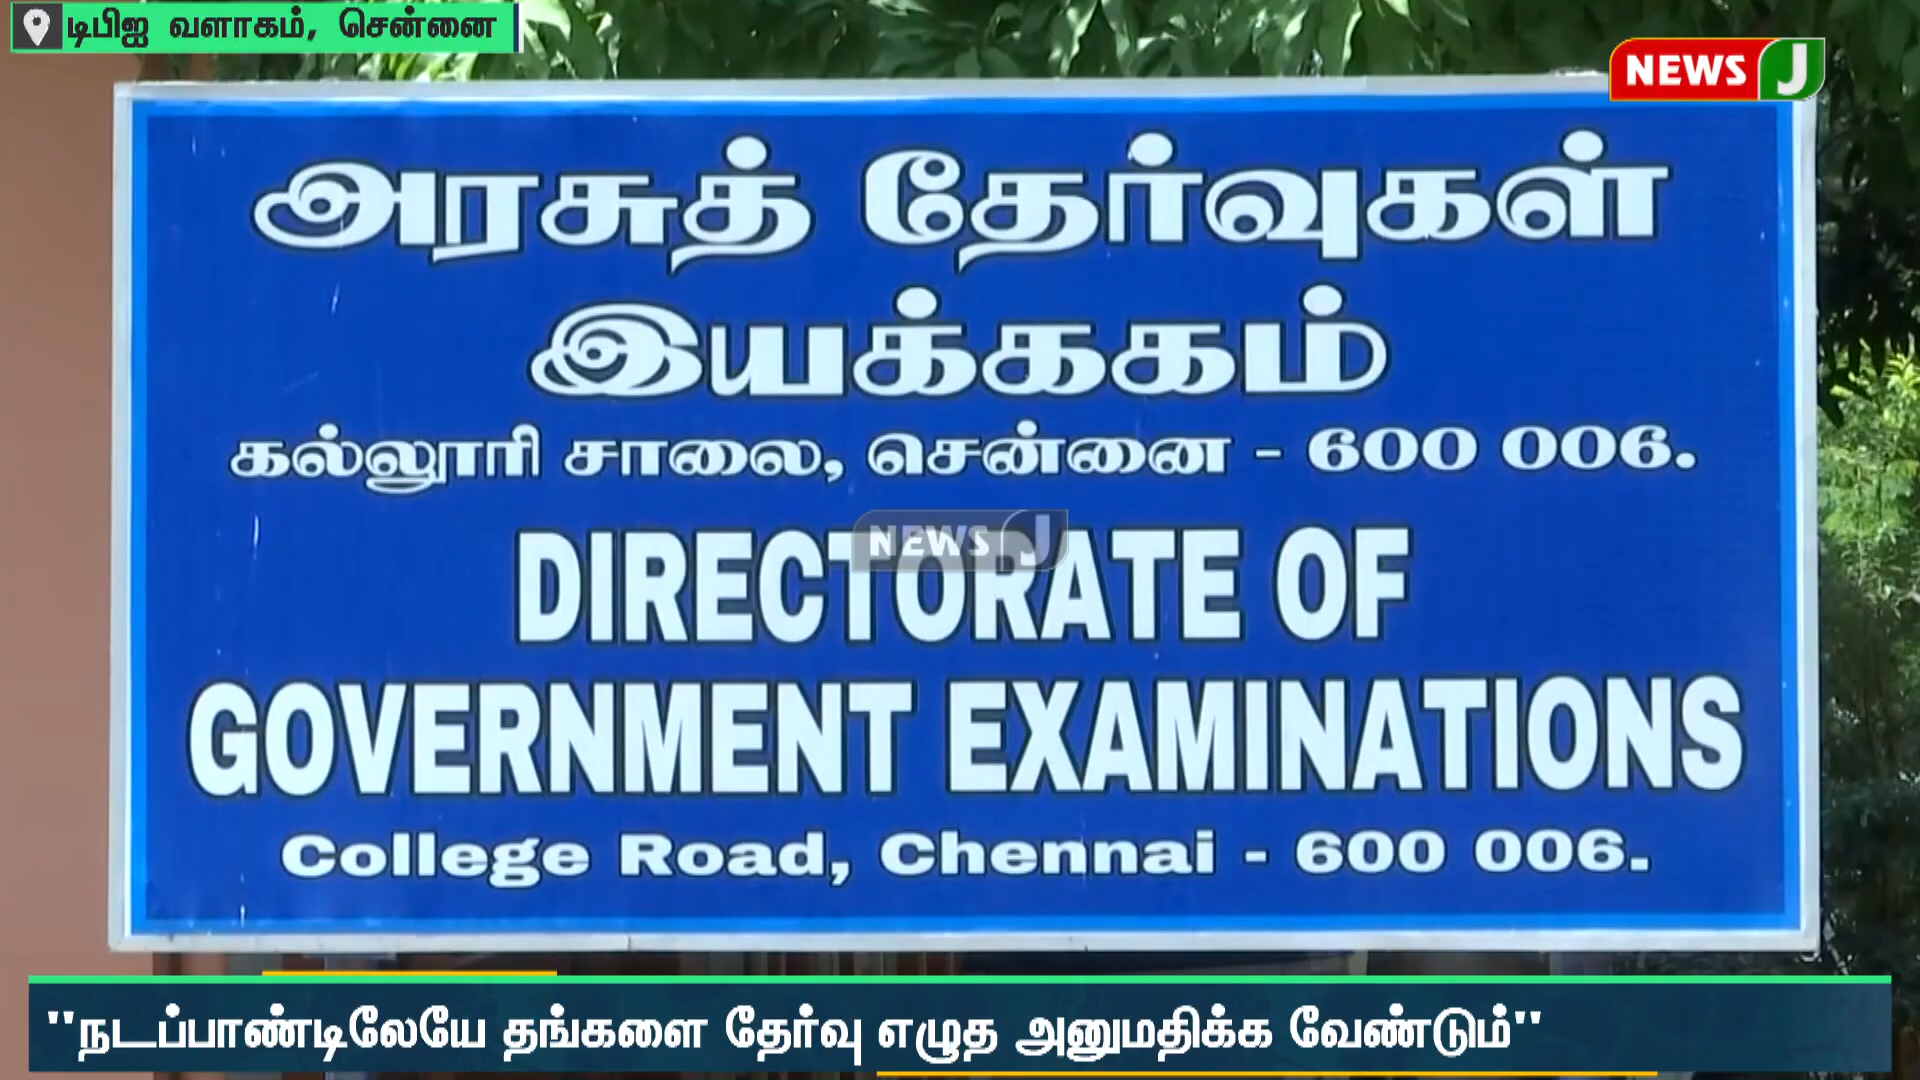 டிபிஐ வளாகம், சென்னை
NEWS J
அரசுத் தேர்வுகள்
இயக்ககம்
கல்லூரி சாலை, சென்னை - 600 006.
NEWS J
DIRECTORATE OF
GOVERNMENT EXAMINATIONS
College Road, Chennai - 600 006.
"நடப்பாண்டிலேயே தங்களை தேர்வு எழுத அனுமதிக்க வேண்டும்"